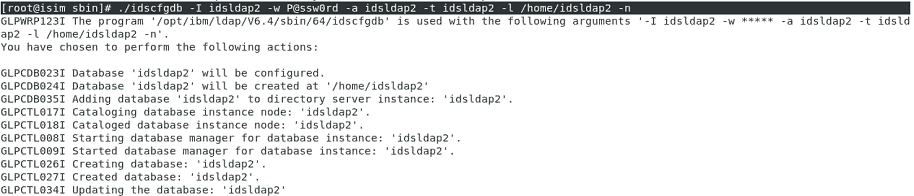 [root@isim sbin]# ./idscfgdb -I idsldap2 -w P@ssw0rd -a idsldap2 -t idsldap2 -l /home/idsldap2 -n
GLPWRP123I The program '/opt/ibm/ldap/V6.4/sbin/64/idscfgdb' is used with the following arguments '-I idsldap2 -w ***** -a idsldap2 -t idsld
ap2 -l /home/idsldap2 -n'.
You have chosen to perform the following actions:
GLPCDB023I Database 'idsldap2' will be configured.
GLPCDB024I Database 'idsldap2' will be created at '/home/idsldap2'
GLPCDB035I Adding database 'idsldap2' to directory server instance: 'idsldap2'.
GLPCTL017I Cataloging database instance node: 'idsldap2'.
GLPCTL018I Cataloged database instance node: 'idsldap2'.
GLPCTL008I Starting database manager for database instance: 'idsldap2'.
GLPCTL009I Started database manager for database instance: 'idsldap2'.
GLPCTL026I Creating database: 'idsldap2'.
GLPCTL027I Created database: 'idsldap2'.
GLPCTL034I Updating the database: 'idsldap2'